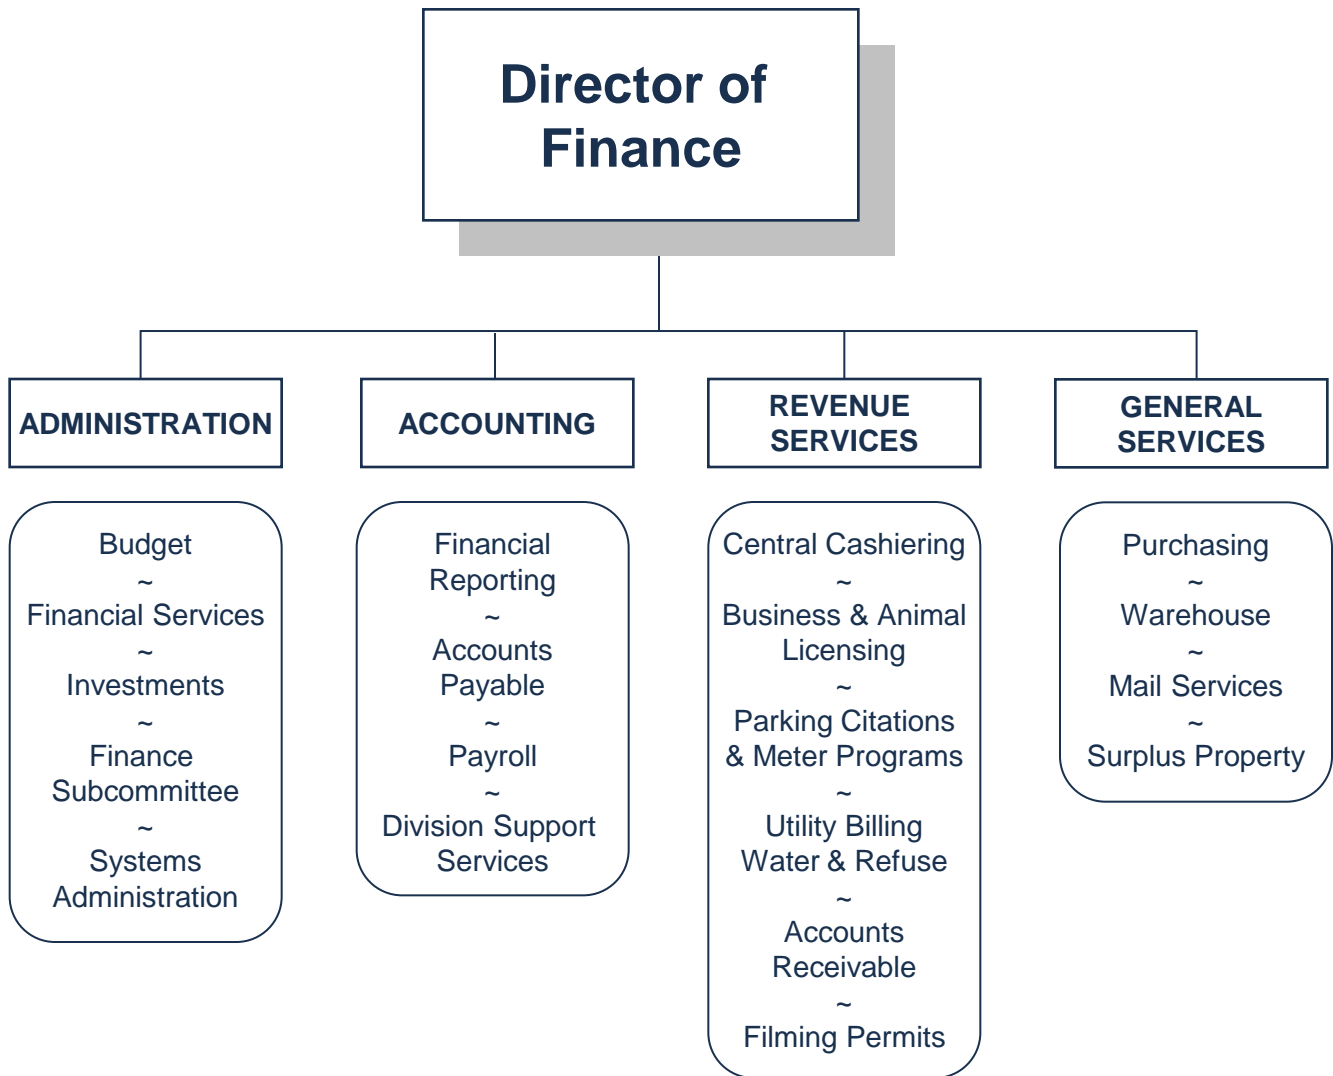 Director of
Finance
ADMINISTRATION
ACCOUNTING
REVENUE
SERVICES
GENERAL
SERVICES
Budget
~
Financial Services
~
Investments
~
Finance
Subcommittee
~
Systems
Administration
Financial
Reporting
~
Accounts
Payable
~
Payroll
~
Division Support
Services
Central Cashiering
~
Business & Animal
Licensing
~
Parking Citations
& Meter Programs
~
Utility Billing
Water & Refuse
~
Accounts
Receivable
~
Filming Permits
Purchasing
~
Warehouse
~
Mail Services
~
Surplus Property